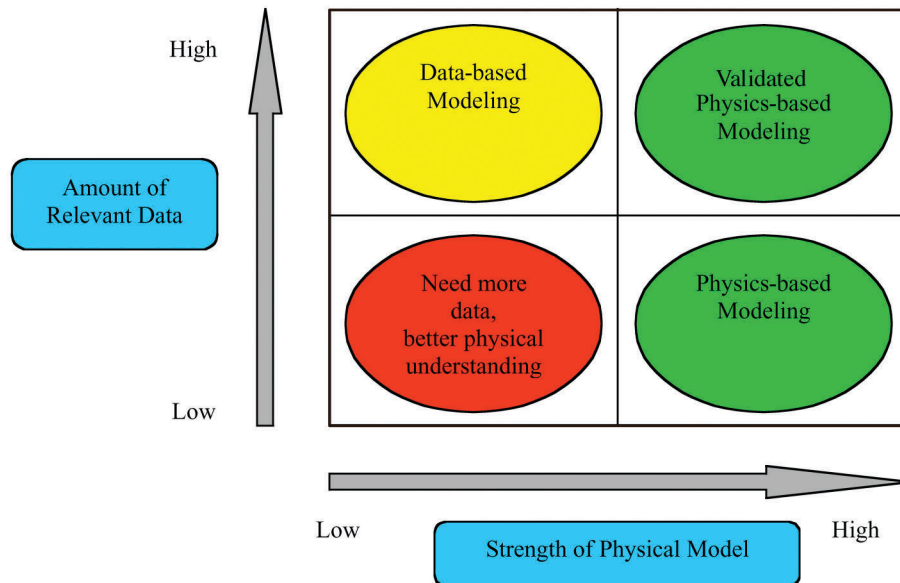 High
Data-based
Modeling
Validated
Physics-based
Modeling
Amount of
Relevant Data
Need more
data,
better physical
understanding
Physics-based
Modeling
Low
Low
High
Strength of Physical Model